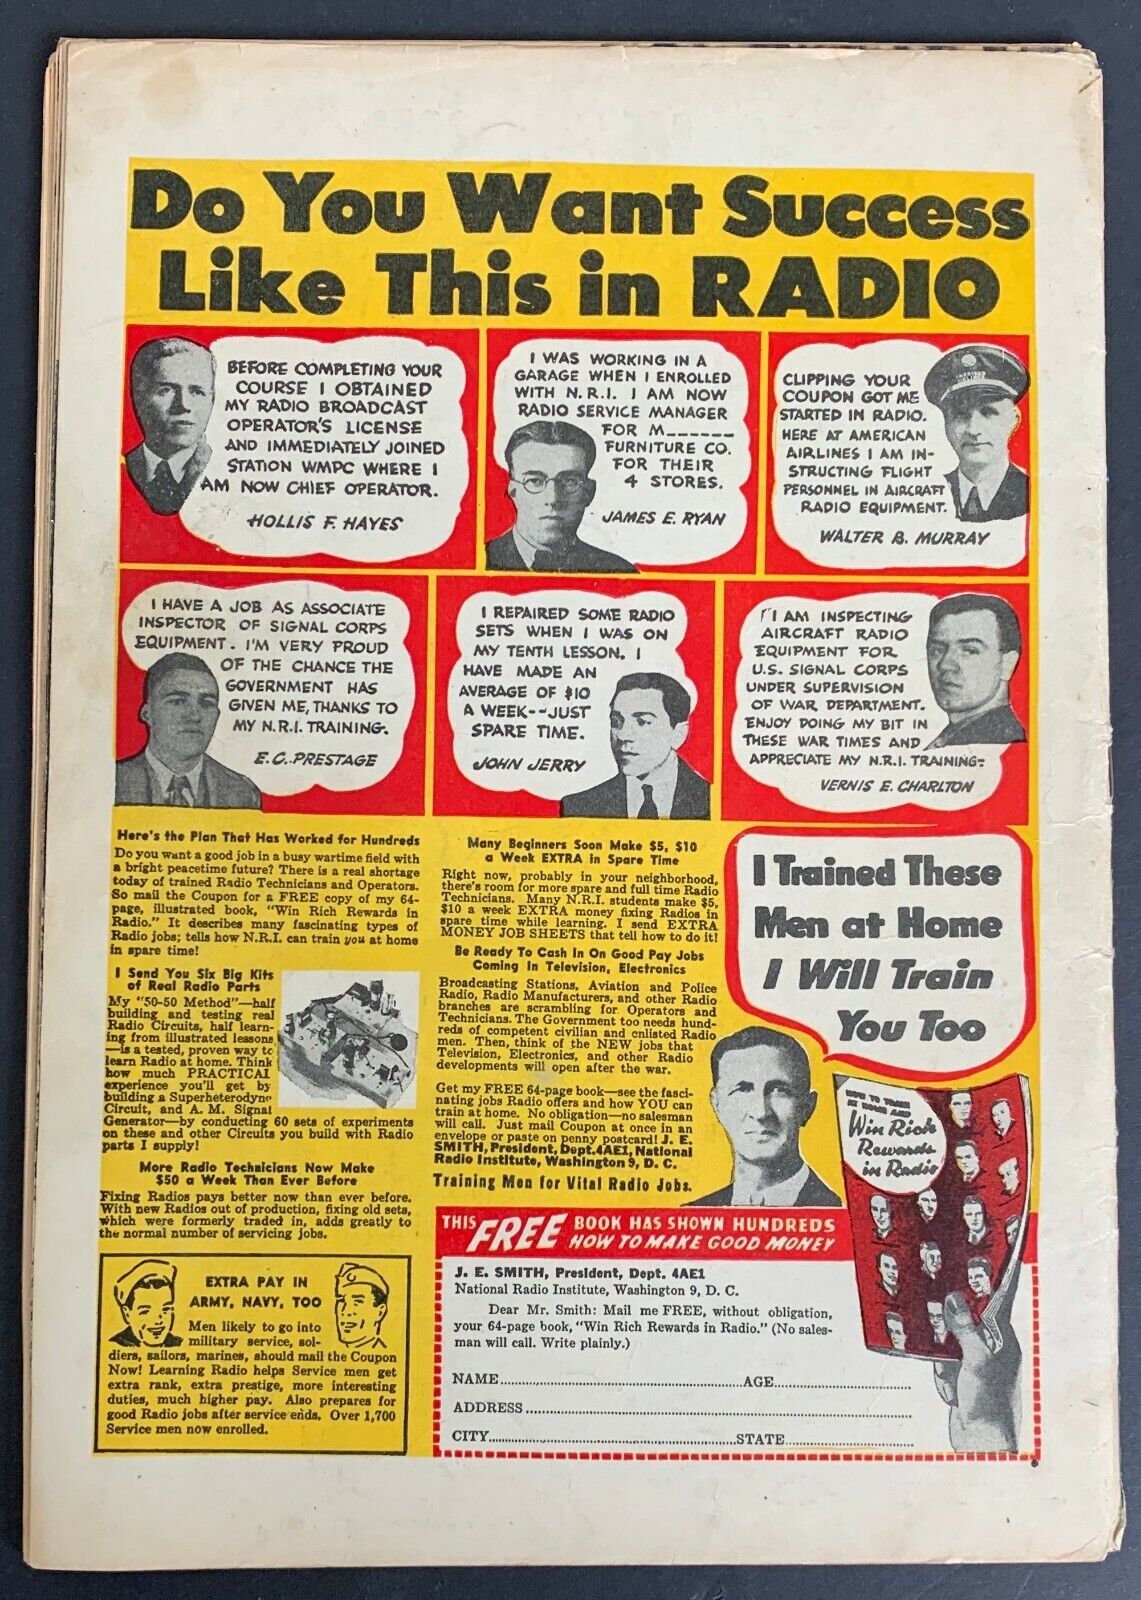 Do You Want Success
Like This in RADIO
BEFORE COMPLETING YOUR
COURSE I OBTAINED
MY RADIO BROADCAST
OPERATOR'S LICENSE
AND IMMEDIATELY JOINED
STATION WMPC WHERE I
AM NOW CHIEF OPERATOR.
HOLLIS F. HAYES
I WAS WORKING IN A
GARAGE WHEN I ENROLLED
WITH N.R.I. I AM NOW
RADIO SERVICE MANAGER
FOR M______
FURNITURE CO.
FOR THEIR
4 STORES.
JAMES E. RYAN
CLIPPING YOUR
COUPON GOT ME
STARTED IN RADIO.
HERE AT AMERICAN
AIRLINES I AM IN-
STRUCTING FLIGHT
PERSONNEL IN AIRCRAFT
RADIO EQUIPMENT.
WALTER B. MURRAY
I HAVE A JOB AS ASSOCIATE
INSPECTOR OF SIGNAL CORPS
EQUIPMENT. I'M VERY PROUD
OF THE CHANCE THE
GOVERNMENT HAS
GIVEN ME, THANKS TO
MY N.R.I. TRAINING.
E.C. PRESTAGE
I REPAIRED SOME RADIO
SETS WHEN I WAS ON
MY TENTH LESSON. I
HAVE MADE AN
AVERAGE OF $10
A WEEK--JUST
SPARE TIME.
JOHN JERRY
I AM INSPECTING
AIRCRAFT RADIO
EQUIPMENT FOR
U.S. SIGNAL CORPS
UNDER SUPERVISION
OF WAR DEPARTMENT.
ENJOY DOING MY BIT IN
THESE WAR TIMES AND
APPRECIATE MY N.R.I. TRAINING-
VERNIS E. CHARLTON
Here's the Plan That Has Worked for Hundreds
Do you want a good job in a busy wartime field with
a bright peacetime future? There is a real shortage
today of trained Radio Technicians and Operators.
So mail the Coupon for a FREE copy of my 64-
page, illustrated book, "Win Rich Rewards in
Radio." It describes many fascinating types of
Radio jobs; tells how N.R.I. can train you at home
in spare time!
I Send You Six Big Kits
of Real Radio Parts
My "50-50 Method"—half
building and testing real
Radio Circuits, half learn-
ing from illustrated lessons
—is a tested, proven way to
learn Radio at home. Think
how much PRACTICAL
experience you'll get by
building a Superheterodyne
Circuit, and A. M. Signal
Generator—by conducting 60 sets of experiments
on these and other Circuits you build with Radio
parts I supply!
More Radio Technicians Now Make
$50 a Week Than Ever Before
Fixing Radios pays better now than ever before.
With new Radios out of production, fixing old sets,
which were formerly traded in, adds greatly to
the normal number of servicing jobs.
EXTRA PAY IN
ARMY, NAVY, TOO
Men likely to go into
military service, sol-
diers, sailors, marines, should mail the Coupon
Now! Learning Radio helps Service men get
extra rank, extra prestige, more interesting
duties, much higher pay. Also prepares for
good Radio jobs after service ends. Over 1,700
Service men now enrolled.
Many Beginners Soon Make $5, $10
a Week EXTRA in Spare Time
Right now, probably in your neighborhood,
there's room for more spare and full time Radio
Technicians. Many N.R.I. students make $5,
$10 a week EXTRA money fixing Radios in
spare time while learning. I send EXTRA
MONEY JOB SHEETS that tell how to do it!
Be Ready To Cash In On Good Pay Jobs
Coming In Television, Electronics
Broadcasting Stations, Aviation and Police
Radio, Radio Manufacturers, and other Radio
branches are scrambling for Operators and
Technicians. The Government too needs hund-
reds of competent civilian and enlisted Radio
men. Then, think of the NEW jobs that
Television, Electronics, and other Radio
developments will open after the war.
Get my FREE 64-page book—see the fasci-
nating jobs Radio offers and how YOU can
train at home. No obligation—no salesman
will call. Just mail Coupon at once in an
envelope or paste on penny postcard! J. E.
SMITH, President, Dept. 4AE1, National
Radio Institute, Washington 9, D. C.
Training Men for Vital Radio Jobs.
I Trained These
Men at Home
I Will Train
You Too
HOW TO TRAIN
AT HOME AND
Win Rich
Rewards
in Radio
THIS FREE BOOK HAS SHOWN HUNDREDS
HOW TO MAKE GOOD MONEY
J. E. SMITH, President, Dept. 4AE1
National Radio Institute, Washington 9, D. C.
Dear Mr. Smith: Mail me FREE, without obligation,
your 64-page book, "Win Rich Rewards in Radio." (No sales-
man will call. Write plainly.)
NAME AGE
ADDRESS
CITY STATE